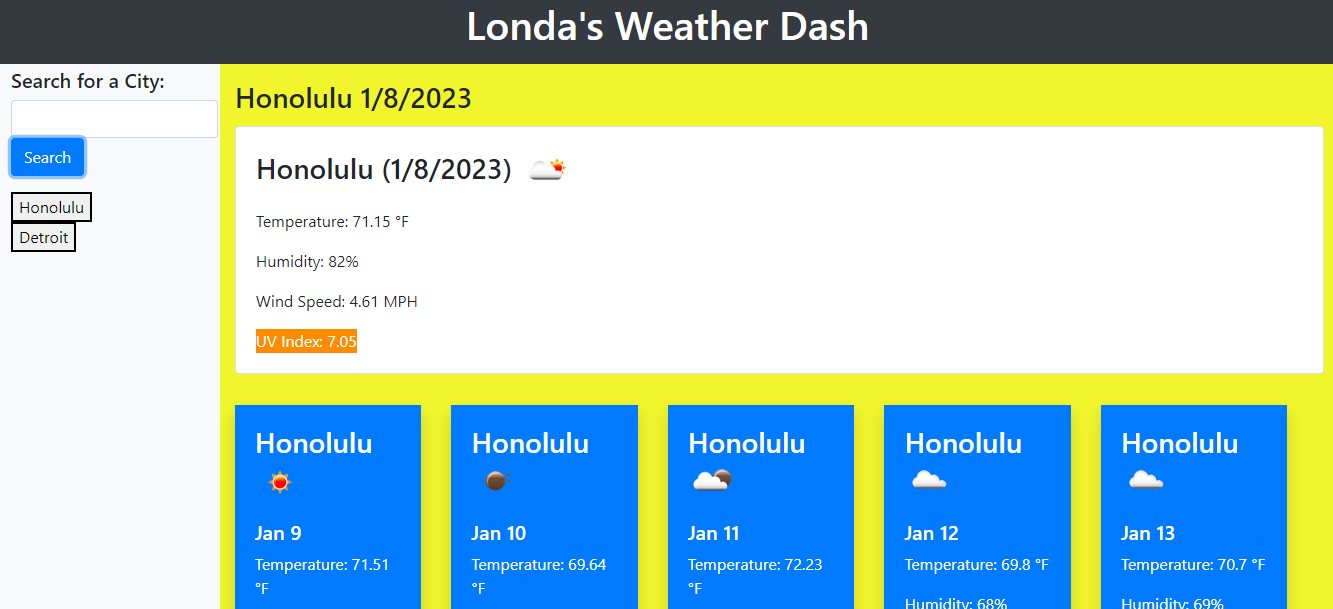 Londa's Weather Dash
Search for a City:
Search
Honolulu
Detroit
Honolulu 1/8/2023
Honolulu (1/8/2023)
Temperature: 71.15 °F
Humidity: 82%
Wind Speed: 4.61 MPH
UV Index: 7.05
Honolulu
Jan 9
Temperature: 71.51
°F
Honolulu
Jan 10
Temperature: 69.64
°F
Honolulu
Jan 11
Temperature: 72.23
°F
Honolulu
Jan 12
Temperature: 69.8 °F
Humidity: 68%
Honolulu
Jan 13
Temperature: 70.7 °F
Humidity: 69%